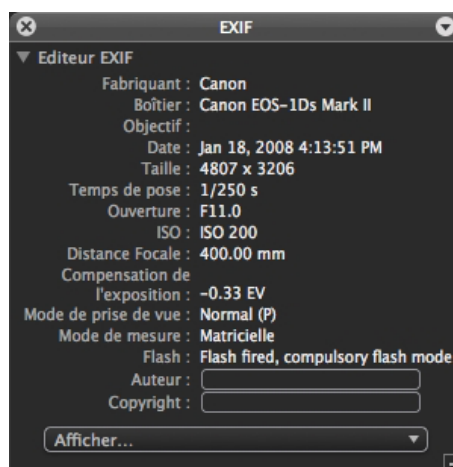 EXIF
Editeur EXIF
Fabriquant : Canon
Boîtier : Canon EOS-1Ds Mark II
Objectif :
Date : Jan 18, 2008 4:13:51 PM
Taille : 4807 x 3206
Temps de pose : 1/250 s
Ouverture : F11.0
ISO : ISO 200
Distance Focale : 400.00 mm
Compensation de
l'exposition : -0.33 EV
Mode de prise de vue : Normal (P)
Mode de mesure : Matricielle
Flash : Flash fired, compulsory flash mode
Auteur :
Copyright :
Afficher...